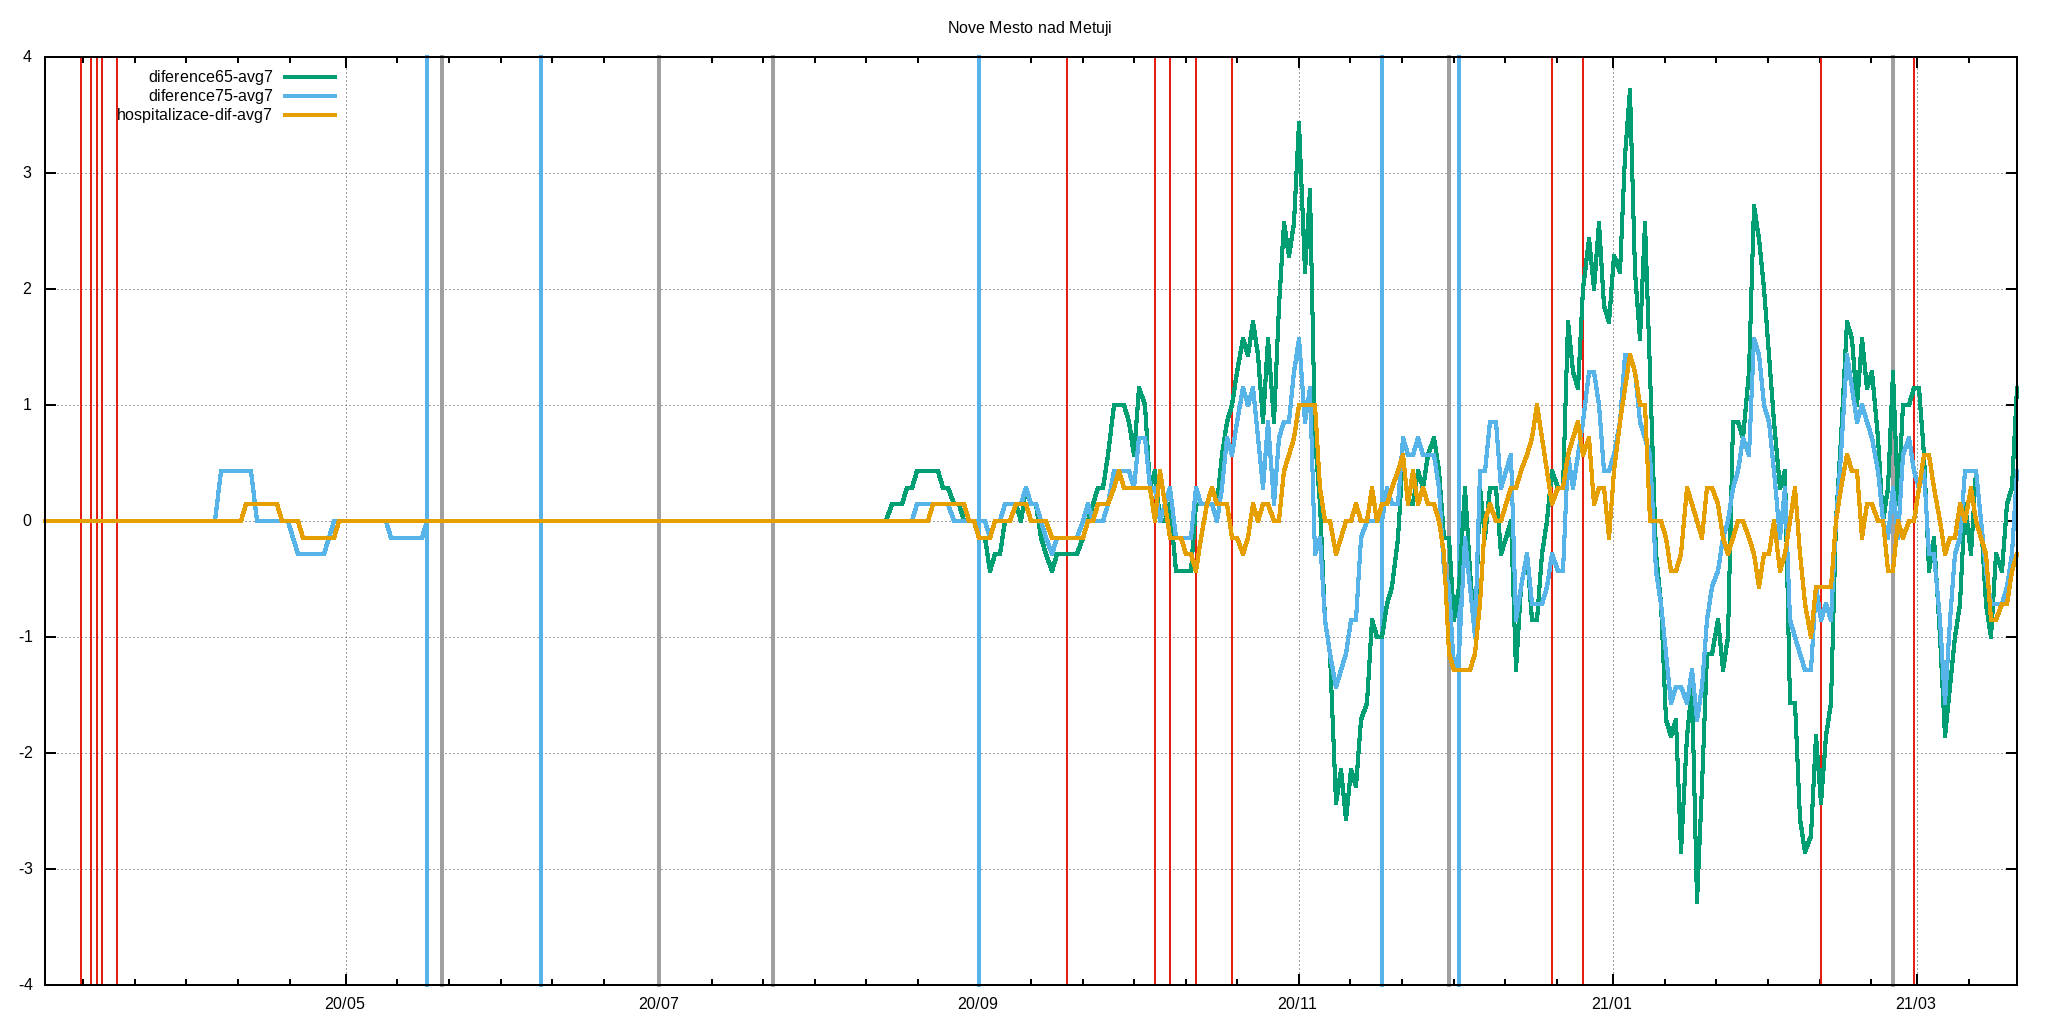 Nove Mesto nad Metuji
4
diference65-avg7
diference75-avg7
hospitalizace-dif-avg7
3
2
1
0
-1
-2
-3
-4
20/05 20/07 20/09 20/11 21/01 21/03